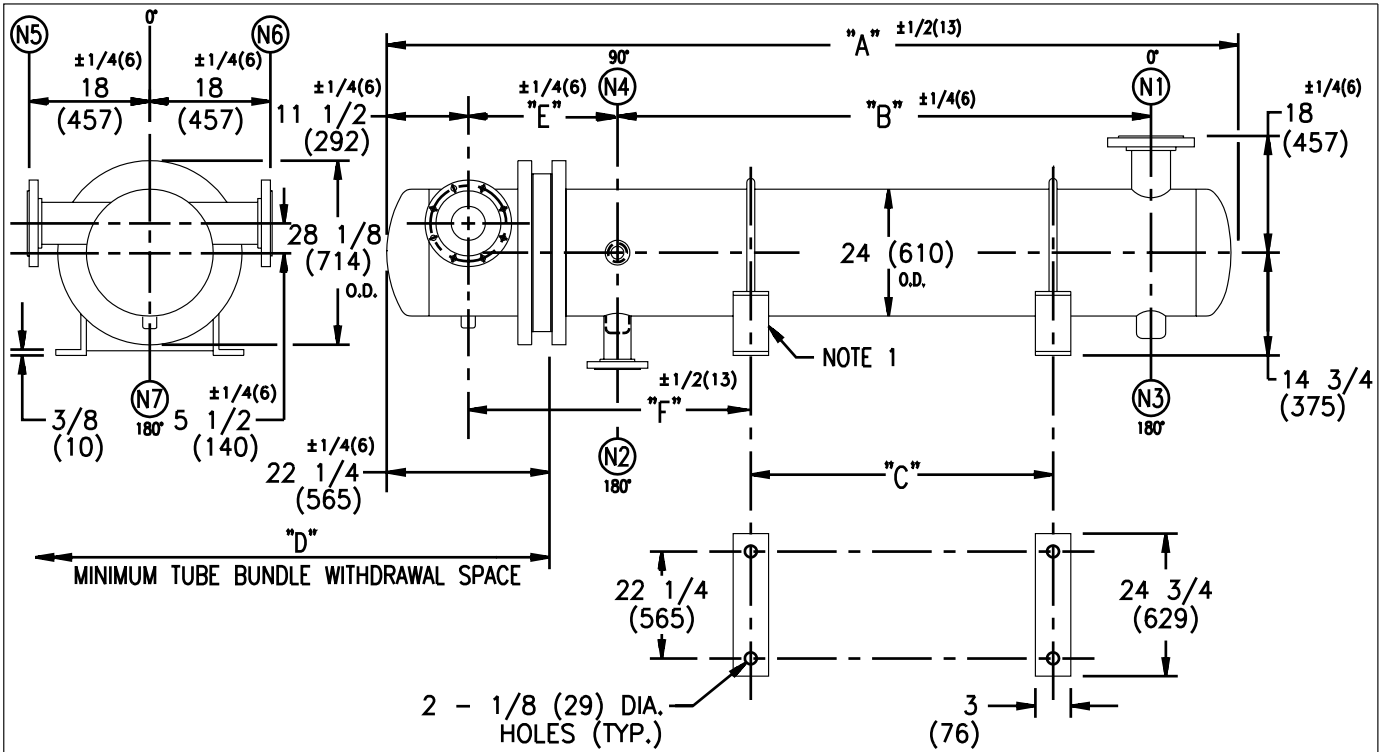 0°
N5
N6
±1/4(6)
±1/4(6)
18
(457)
18
(457)
±1/4(6)
11 1/2
(292)
"A" ±1/2(13)
90°
±1/4(6)
N4
"E"
"B" ±1/4(6)
0°
N1
±1/4(6)
18
(457)
28 1/8
(714)
O.D.
24 (610)
O.D.
NOTE 1
3/8
(10)
N7
180°
±1/4(6)
5 1/2
(140)
±1/2(13)
"F"
N3
180°
14 3/4
(375)
±1/4(6)
22 1/4
(565)
N2
180°
"C"
"D"
MINIMUM TUBE BUNDLE WITHDRAWAL SPACE
22 1/4
(565)
24 3/4
(629)
2 - 1/8 (29) DIA.
HOLES (TYP.)
3
(76)